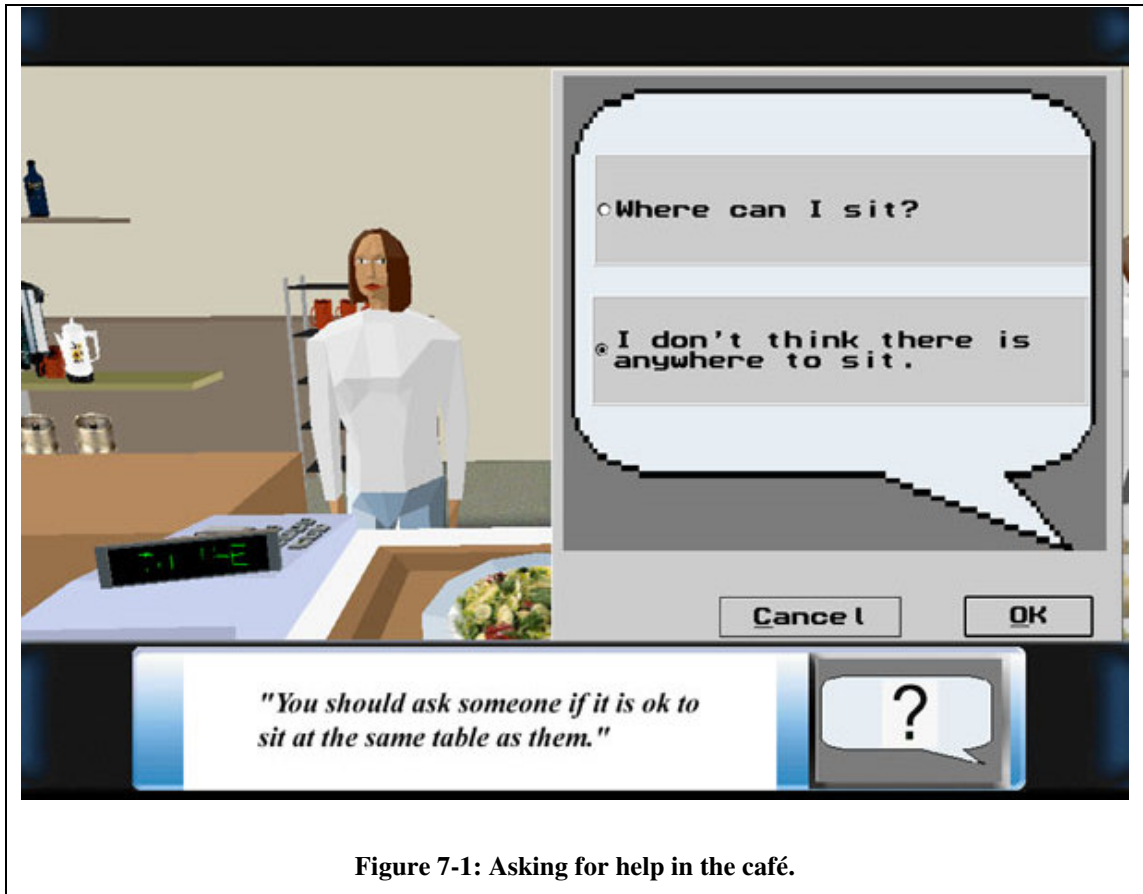 Where can I sit?
I don't think there is
anywhere to sit.
Cancel
OK
"You should ask someone if it is ok to
sit at the same table as them."
?
Figure 7-1: Asking for help in the café.